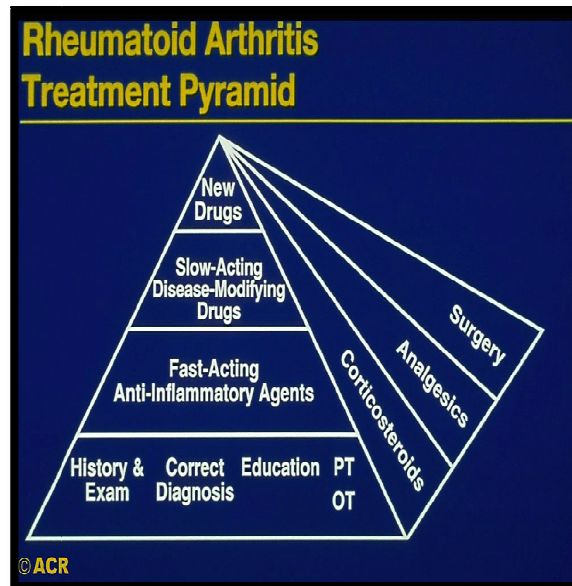 Rheumatoid Arthritis
Treatment Pyramid
New
Drugs
Slow-Acting
Disease-Modifying
Drugs
Fast-Acting
Anti-Inflammatory Agents
History & Correct Education PT
Exam Diagnosis OT
Corticosteroids
Analgesics
Surgery
©ACR